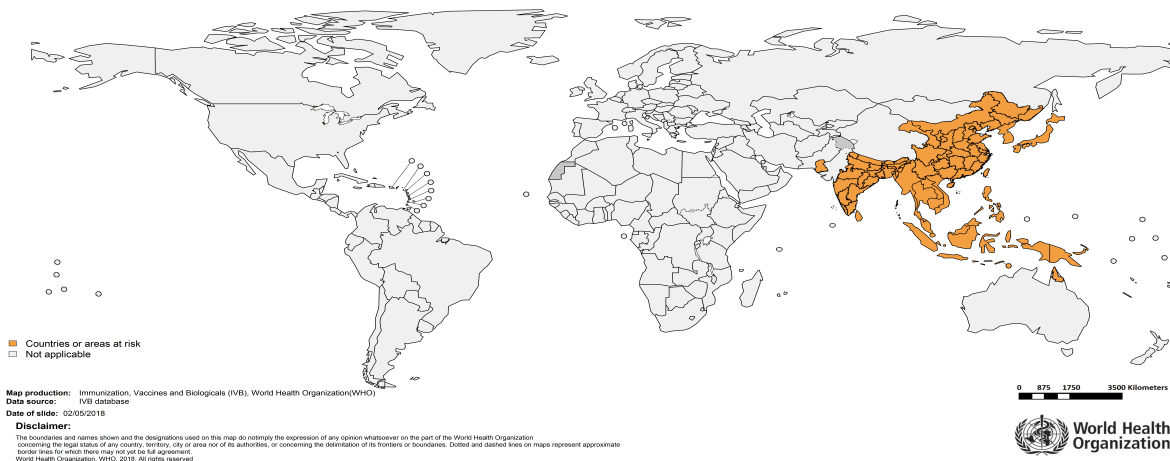 Countries or areas at risk
Not applicable
Map production: Immunization, Vaccines and Biologicals (IVB), World Health Organization(WHO)
Data source: IVB database
Date of slide: 02/05/2018
Disclaimer:
The boundaries and names shown and the designations used on this map do notimply the expression of any opinion whatsoever on the part of the World Health Organization
concerning the legal status of any country, territory, city or area nor of its authorities, or concerning the delimitation of its frontiers or boundaries. Dotted and dashed lines on maps represent approximate
border lines for which there may not yet be full agreement.
World Health Organization, WHO, 2018. All rights reserved
0 875 1750 3500 Kilometers
World Health
Organization